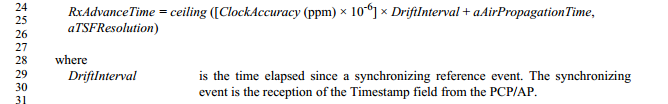 24 RxAdvanceTime = ceiling ([ClockAccuracy (ppm) × 10⁻⁶] × DriftInterval + aAirPropagationTime,
25 aTSFResolution)
26
27
28 where
29 DriftInterval is the time elapsed since a synchronizing reference event. The synchronizing
30 event is the reception of the Timestamp field from the PCP/AP.
31